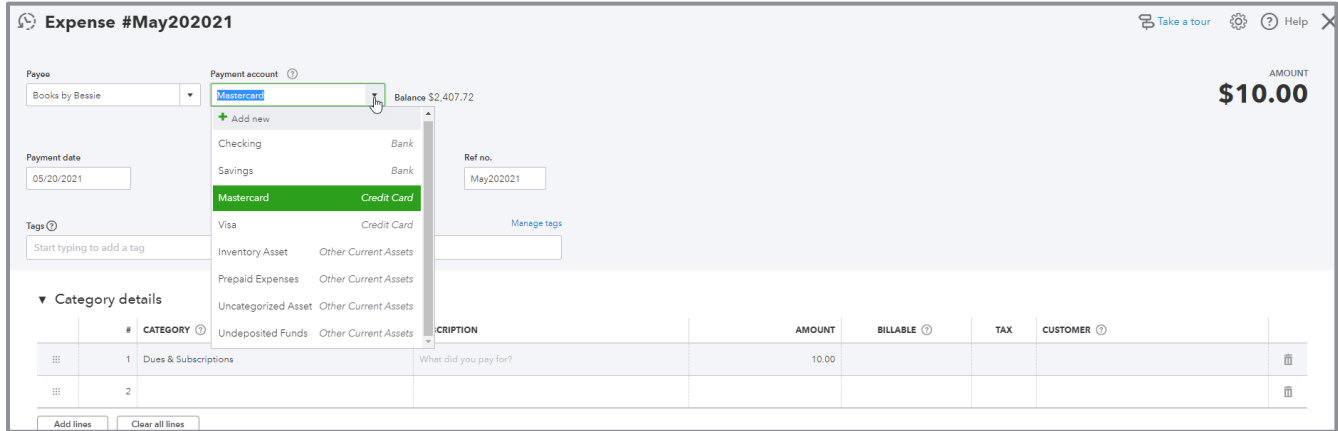 Expense #May202021
Take a tour
Help
Payee
Payment account
AMOUNT
Books by Bessie
Mastercard
Balance $2,407.72
$10.00
Add new
Checking Bank
Payment date
Ref no.
05/20/2021
Savings Bank
May202021
Mastercard Credit Card
Tags
Visa Credit Card
Manage tags
Start typing to add a tag
Inventory Asset Other Current Assets
Prepaid Expenses Other Current Assets
Category details
Uncategorized Asset Other Current Assets
Undeposited Funds Other Current Assets
# CATEGORY CRIPTION AMOUNT BILLABLE TAX CUSTOMER
1 Dues & Subscriptions What did you pay for? 10.00
2
Add lines Clear all lines